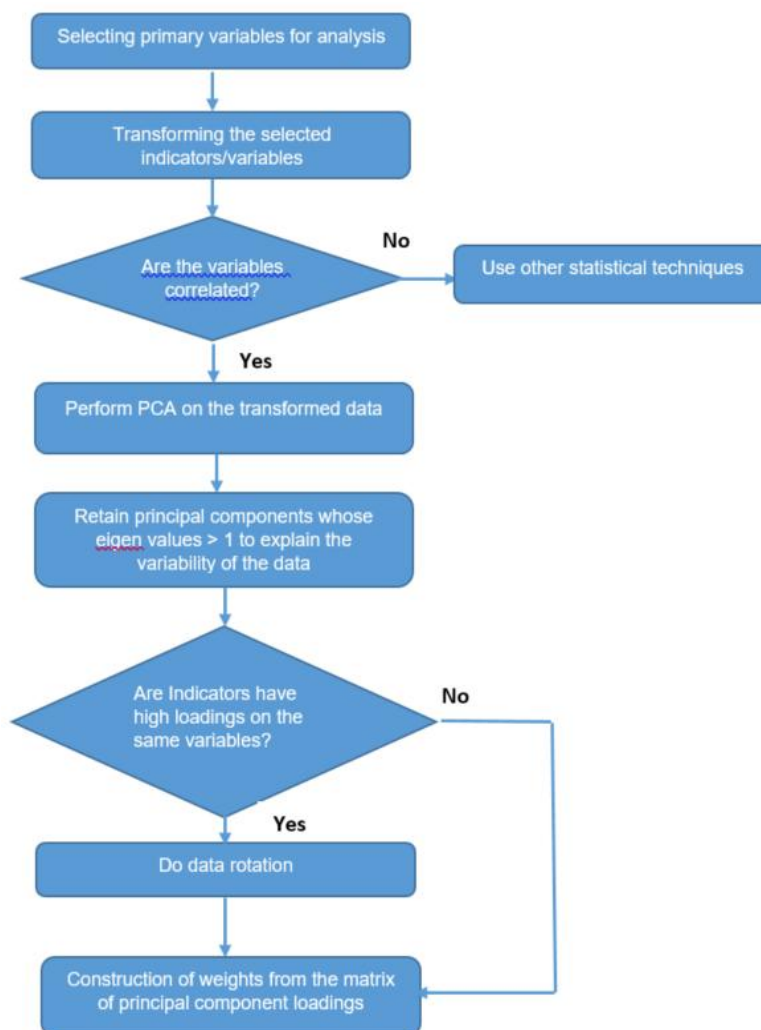 Selecting primary variables for analysis
Transforming the selected
indicators/variables
Are the variables
correlated?
No
Use other statistical techniques
Yes
Perform PCA on the transformed data
Retain principal components whose
eigen values > 1 to explain the
variability of the data
Are Indicators have
high loadings on the
same variables?
No
Yes
Do data rotation
Construction of weights from the matrix
of principal component loadings